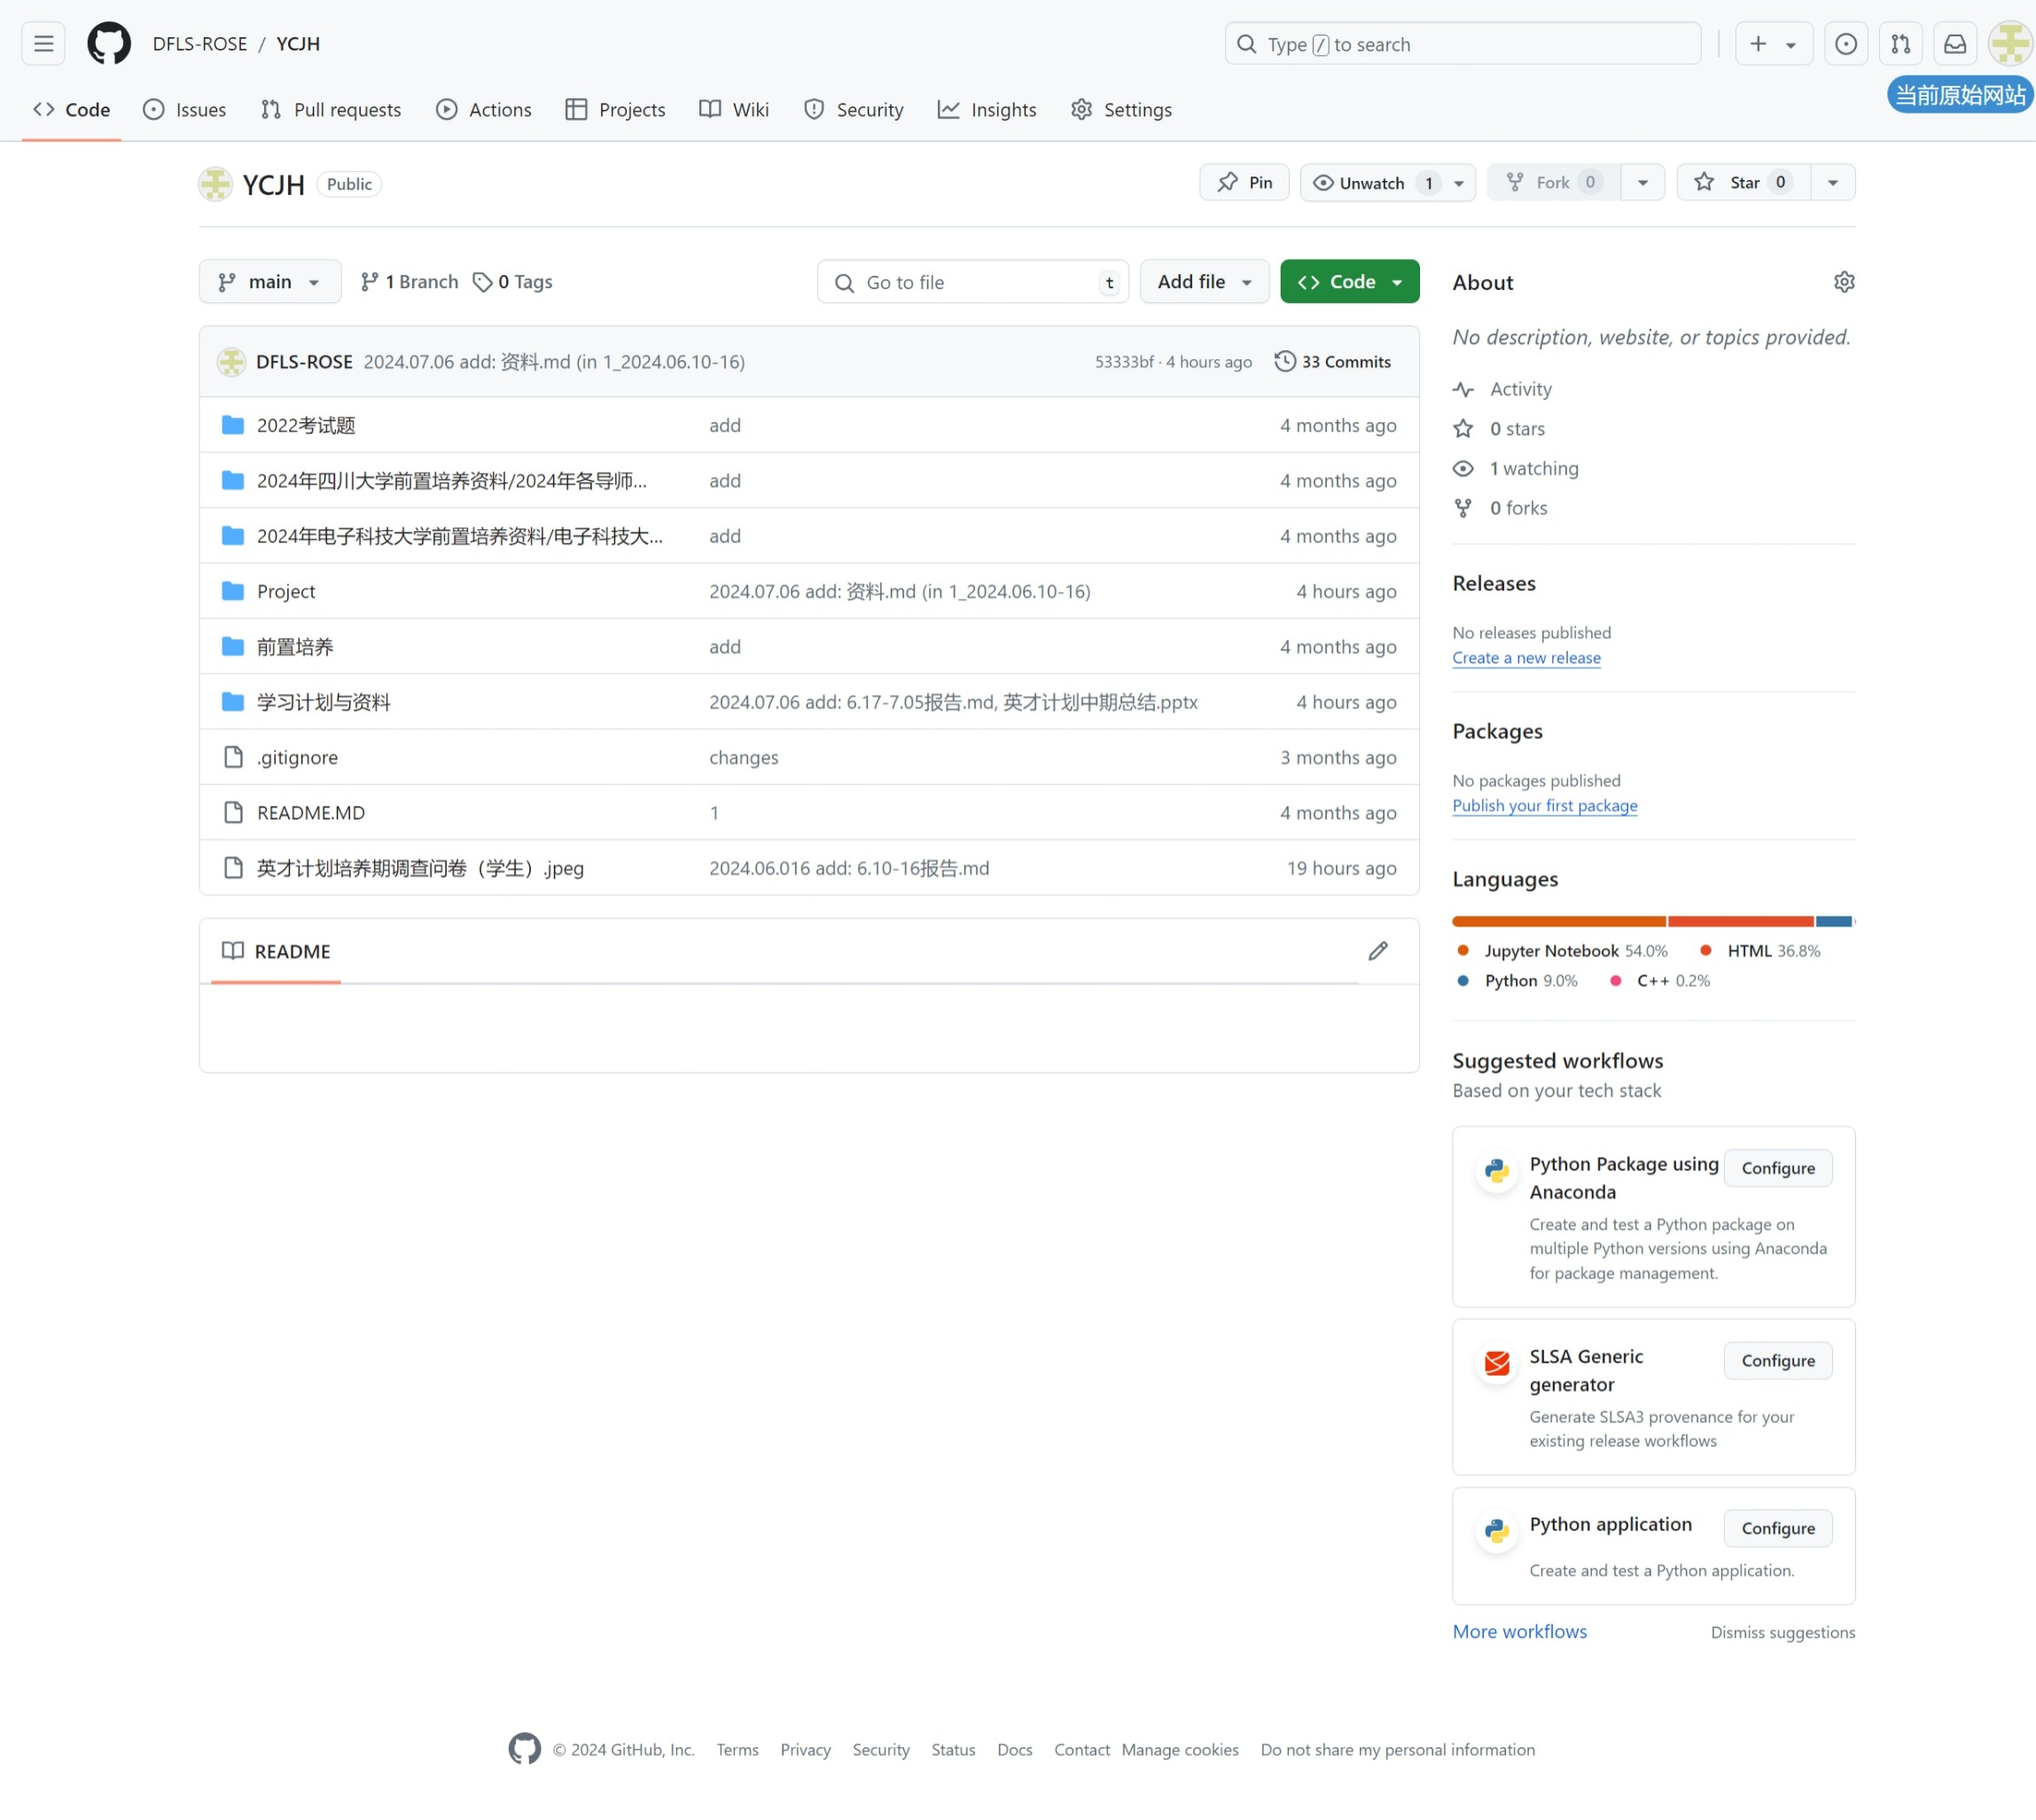 DFLS-ROSE / YCJH
Type / to search
Code Issues Pull requests Actions Projects Wiki Security Insights Settings
当前原始网站
YCJH Public
Pin Unwatch 1 Fork 0 Star 0
main 1 Branch 0 Tags Go to file t Add file Code
DFLS-ROSE 2024.07.06 add: 资料.md (in 1_2024.06.10-16) 53333bf · 4 hours ago 33 Commits
2022考试题 add 4 months ago
2024年四川大学前置培养资料/2024年各导师... add 4 months ago
2024年电子科技大学前置培养资料/电子科技大... add 4 months ago
Project 2024.07.06 add: 资料.md (in 1_2024.06.10-16) 4 hours ago
前置培养 add 4 months ago
学习计划与资料 2024.07.06 add: 6.17-7.05报告.md, 英才计划中期总结.pptx 4 hours ago
.gitignore changes 3 months ago
README.MD 1 4 months ago
英才计划培养期调查问卷（学生）.jpeg 2024.06.016 add: 6.10-16报告.md 19 hours ago
README
About
No description, website, or topics provided.
Activity
0 stars
1 watching
0 forks
Releases
No releases published
Create a new release
Packages
No packages published
Publish your first package
Languages
Jupyter Notebook 54.0% HTML 36.8%
Python 9.0% C++ 0.2%
Suggested workflows
Based on your tech stack
Python Package using Configure
Anaconda
Create and test a Python package on
multiple Python versions using Anaconda
for package management.
SLSA Generic Configure
generator
Generate SLSA3 provenance for your
existing release workflows
Python application Configure
Create and test a Python application.
More workflows Dismiss suggestions
© 2024 GitHub, Inc. Terms Privacy Security Status Docs Contact Manage cookies Do not share my personal information